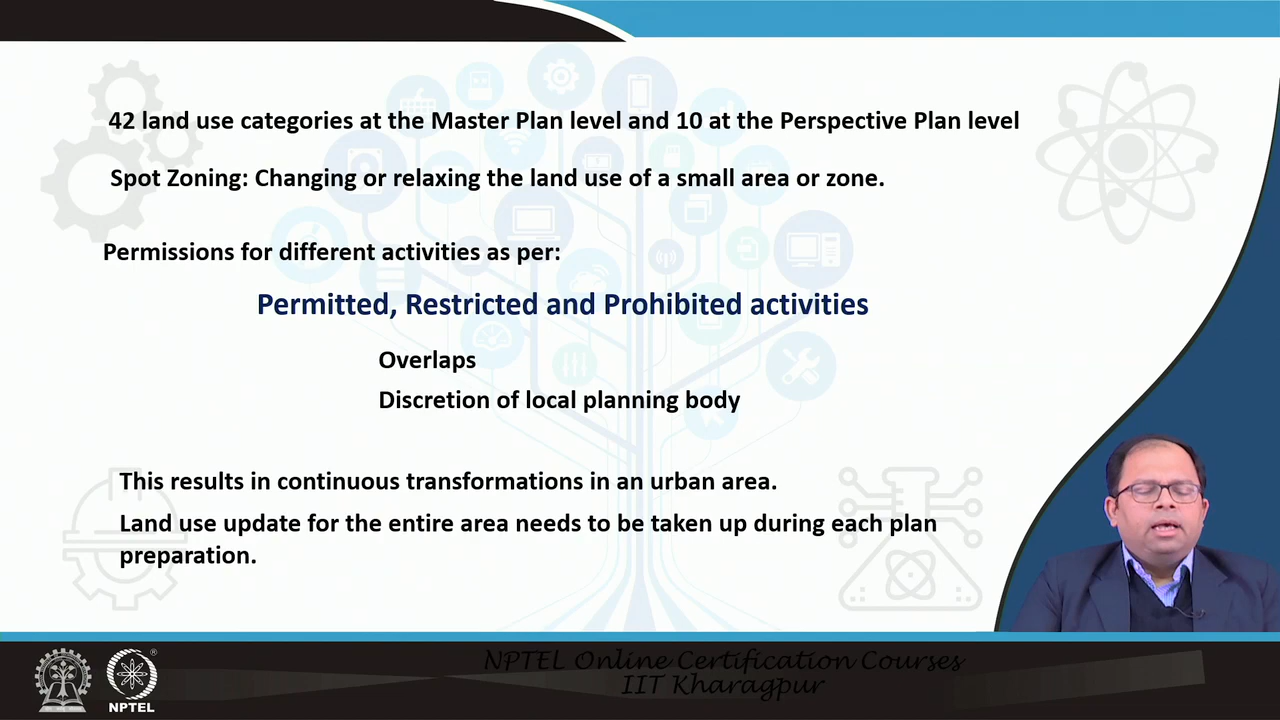 42 land use categories at the Master Plan level and 10 at the Perspective Plan level
Spot Zoning: Changing or relaxing the land use of a small area or zone.
Permissions for different activities as per:
Permitted, Restricted and Prohibited activities
Overlaps
Discretion of local planning body
This results in continuous transformations in an urban area.
Land use update for the entire area needs to be taken up during each plan
preparation.
NPTEL Online Certification Courses
IIT Kharagpur
®
NPTEL